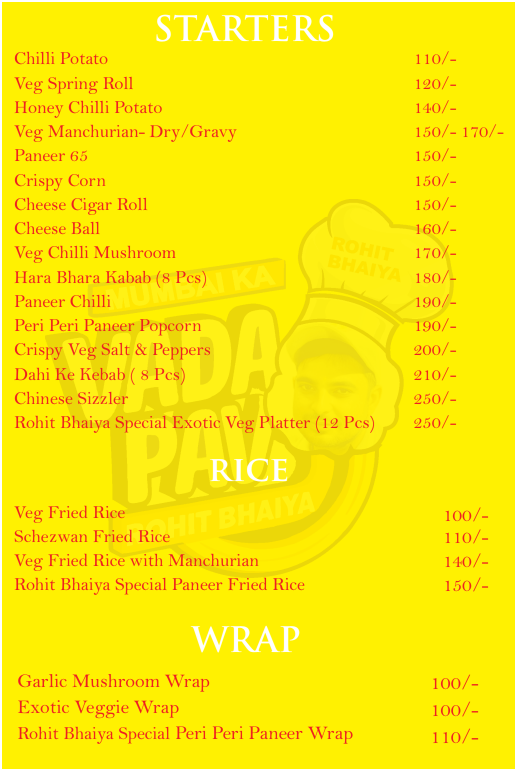 STARTERS
Chilli Potato 110/-
Veg Spring Roll 120/-
Honey Chilli Potato 140/-
Veg Manchurian- Dry/Gravy 150/- 170/-
Paneer 65 150/-
Crispy Corn 150/-
Cheese Cigar Roll 150/-
Cheese Ball 160/-
Veg Chilli Mushroom 170/-
Hara Bhara Kabab (8 Pcs) 180/-
Paneer Chilli 190/-
Peri Peri Paneer Popcorn 190/-
Crispy Veg Salt & Peppers 200/-
Dahi Ke Kebab ( 8 Pcs) 210/-
Chinese Sizzler 250/-
Rohit Bhaiya Special Exotic Veg Platter (12 Pcs) 250/-
RICE
Veg Fried Rice 100/-
Schezwan Fried Rice 110/-
Veg Fried Rice with Manchurian 140/-
Rohit Bhaiya Special Paneer Fried Rice 150/-
WRAP
Garlic Mushroom Wrap 100/-
Exotic Veggie Wrap 100/-
Rohit Bhaiya Special Peri Peri Paneer Wrap 110/-
ROHIT
BHAIYA
MUMBAI KA
VADA
PAV
ROHIT BHAIYA